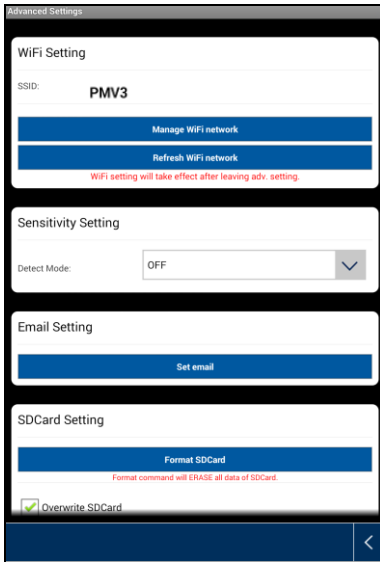 Advanced Settings
WiFi Setting
SSID: PMV3
Manage WiFi network
Refresh WiFi network
WiFi setting will take effect after leaving adv. setting.
Sensitivity Setting
Detect Mode: OFF
Email Setting
Set email
SDCard Setting
Format SDCard
Format command will ERASE all data of SDCard.
Overwrite SDCard